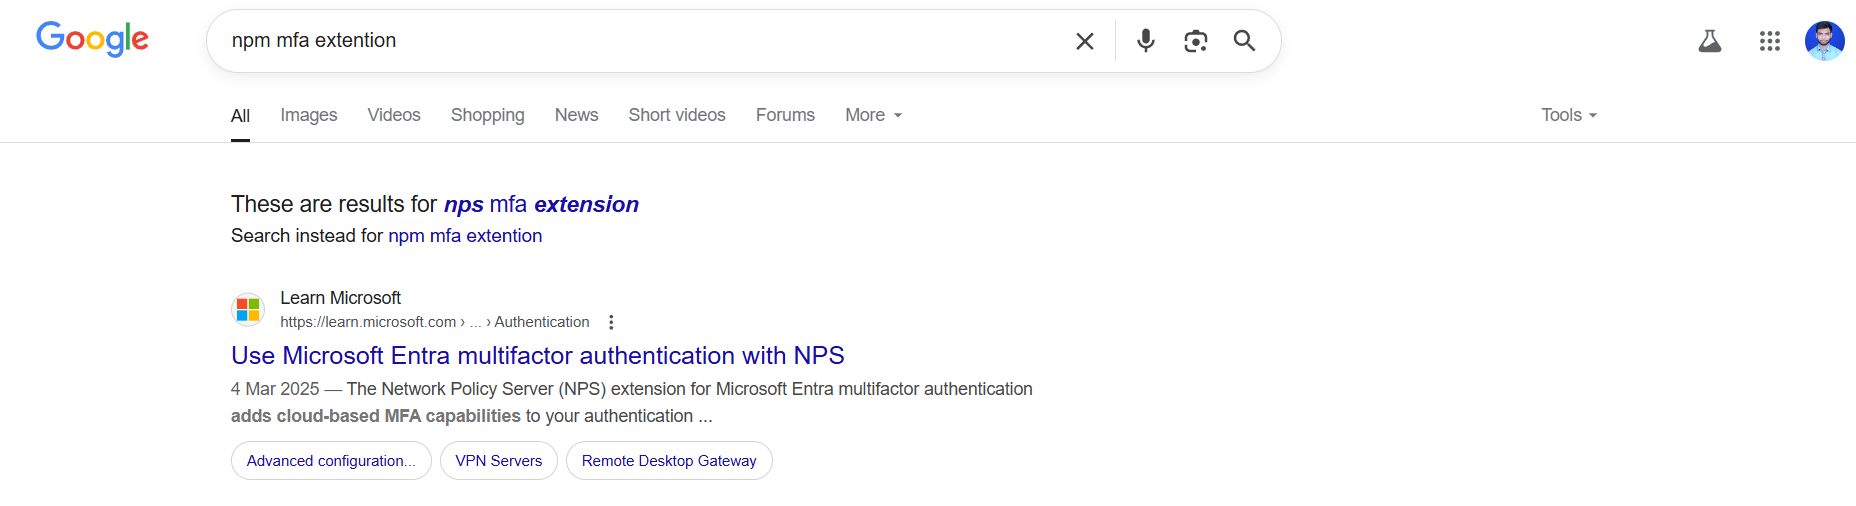 Google
npm mfa extention
All Images Videos Shopping News Short videos Forums More Tools
These are results for nps mfa extension
Search instead for npm mfa extention
Learn Microsoft
https://learn.microsoft.com › ... › Authentication
Use Microsoft Entra multifactor authentication with NPS
4 Mar 2025 — The Network Policy Server (NPS) extension for Microsoft Entra multifactor authentication
adds cloud-based MFA capabilities to your authentication ...
Advanced configuration... VPN Servers Remote Desktop Gateway